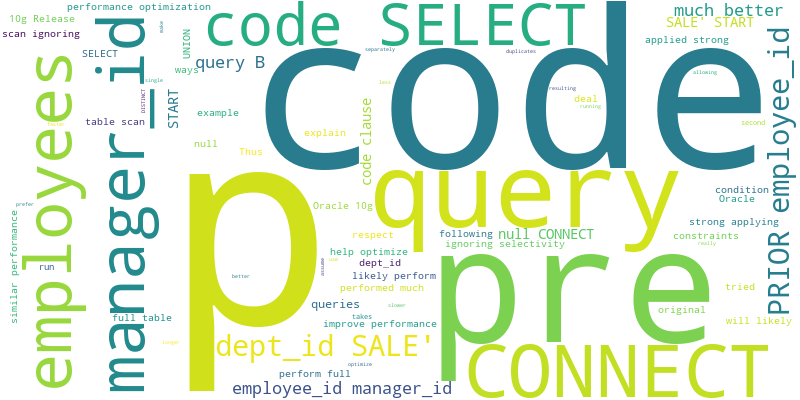 performance optimization
10g Release
scan ignoring
code SELECT
much better
SALE' START
applied strong
SELECT
UNION
query B
ways
START
DISTINCT
I
single
make
table scan
employees
manager_id
faster
example
null
Thus
explain
code clause
code
separately
duplicates
resulting
deal
running
allowing
less
second
PRIOR employee_id
p
query
pre
Oracle 10g
respect
following
null CONNECT
ignoring selectivity
condition
Oracle
strong applying
constraints
really
prefer
similar performance
run
help optimize
dept_id
likely perform
performed much
better
assume
use
queries
takes
slower
improve performance
full table
longer
tried
original
will likely
dept_id SALE'
perform full
optimize
employee_id manager_id
CONNECT